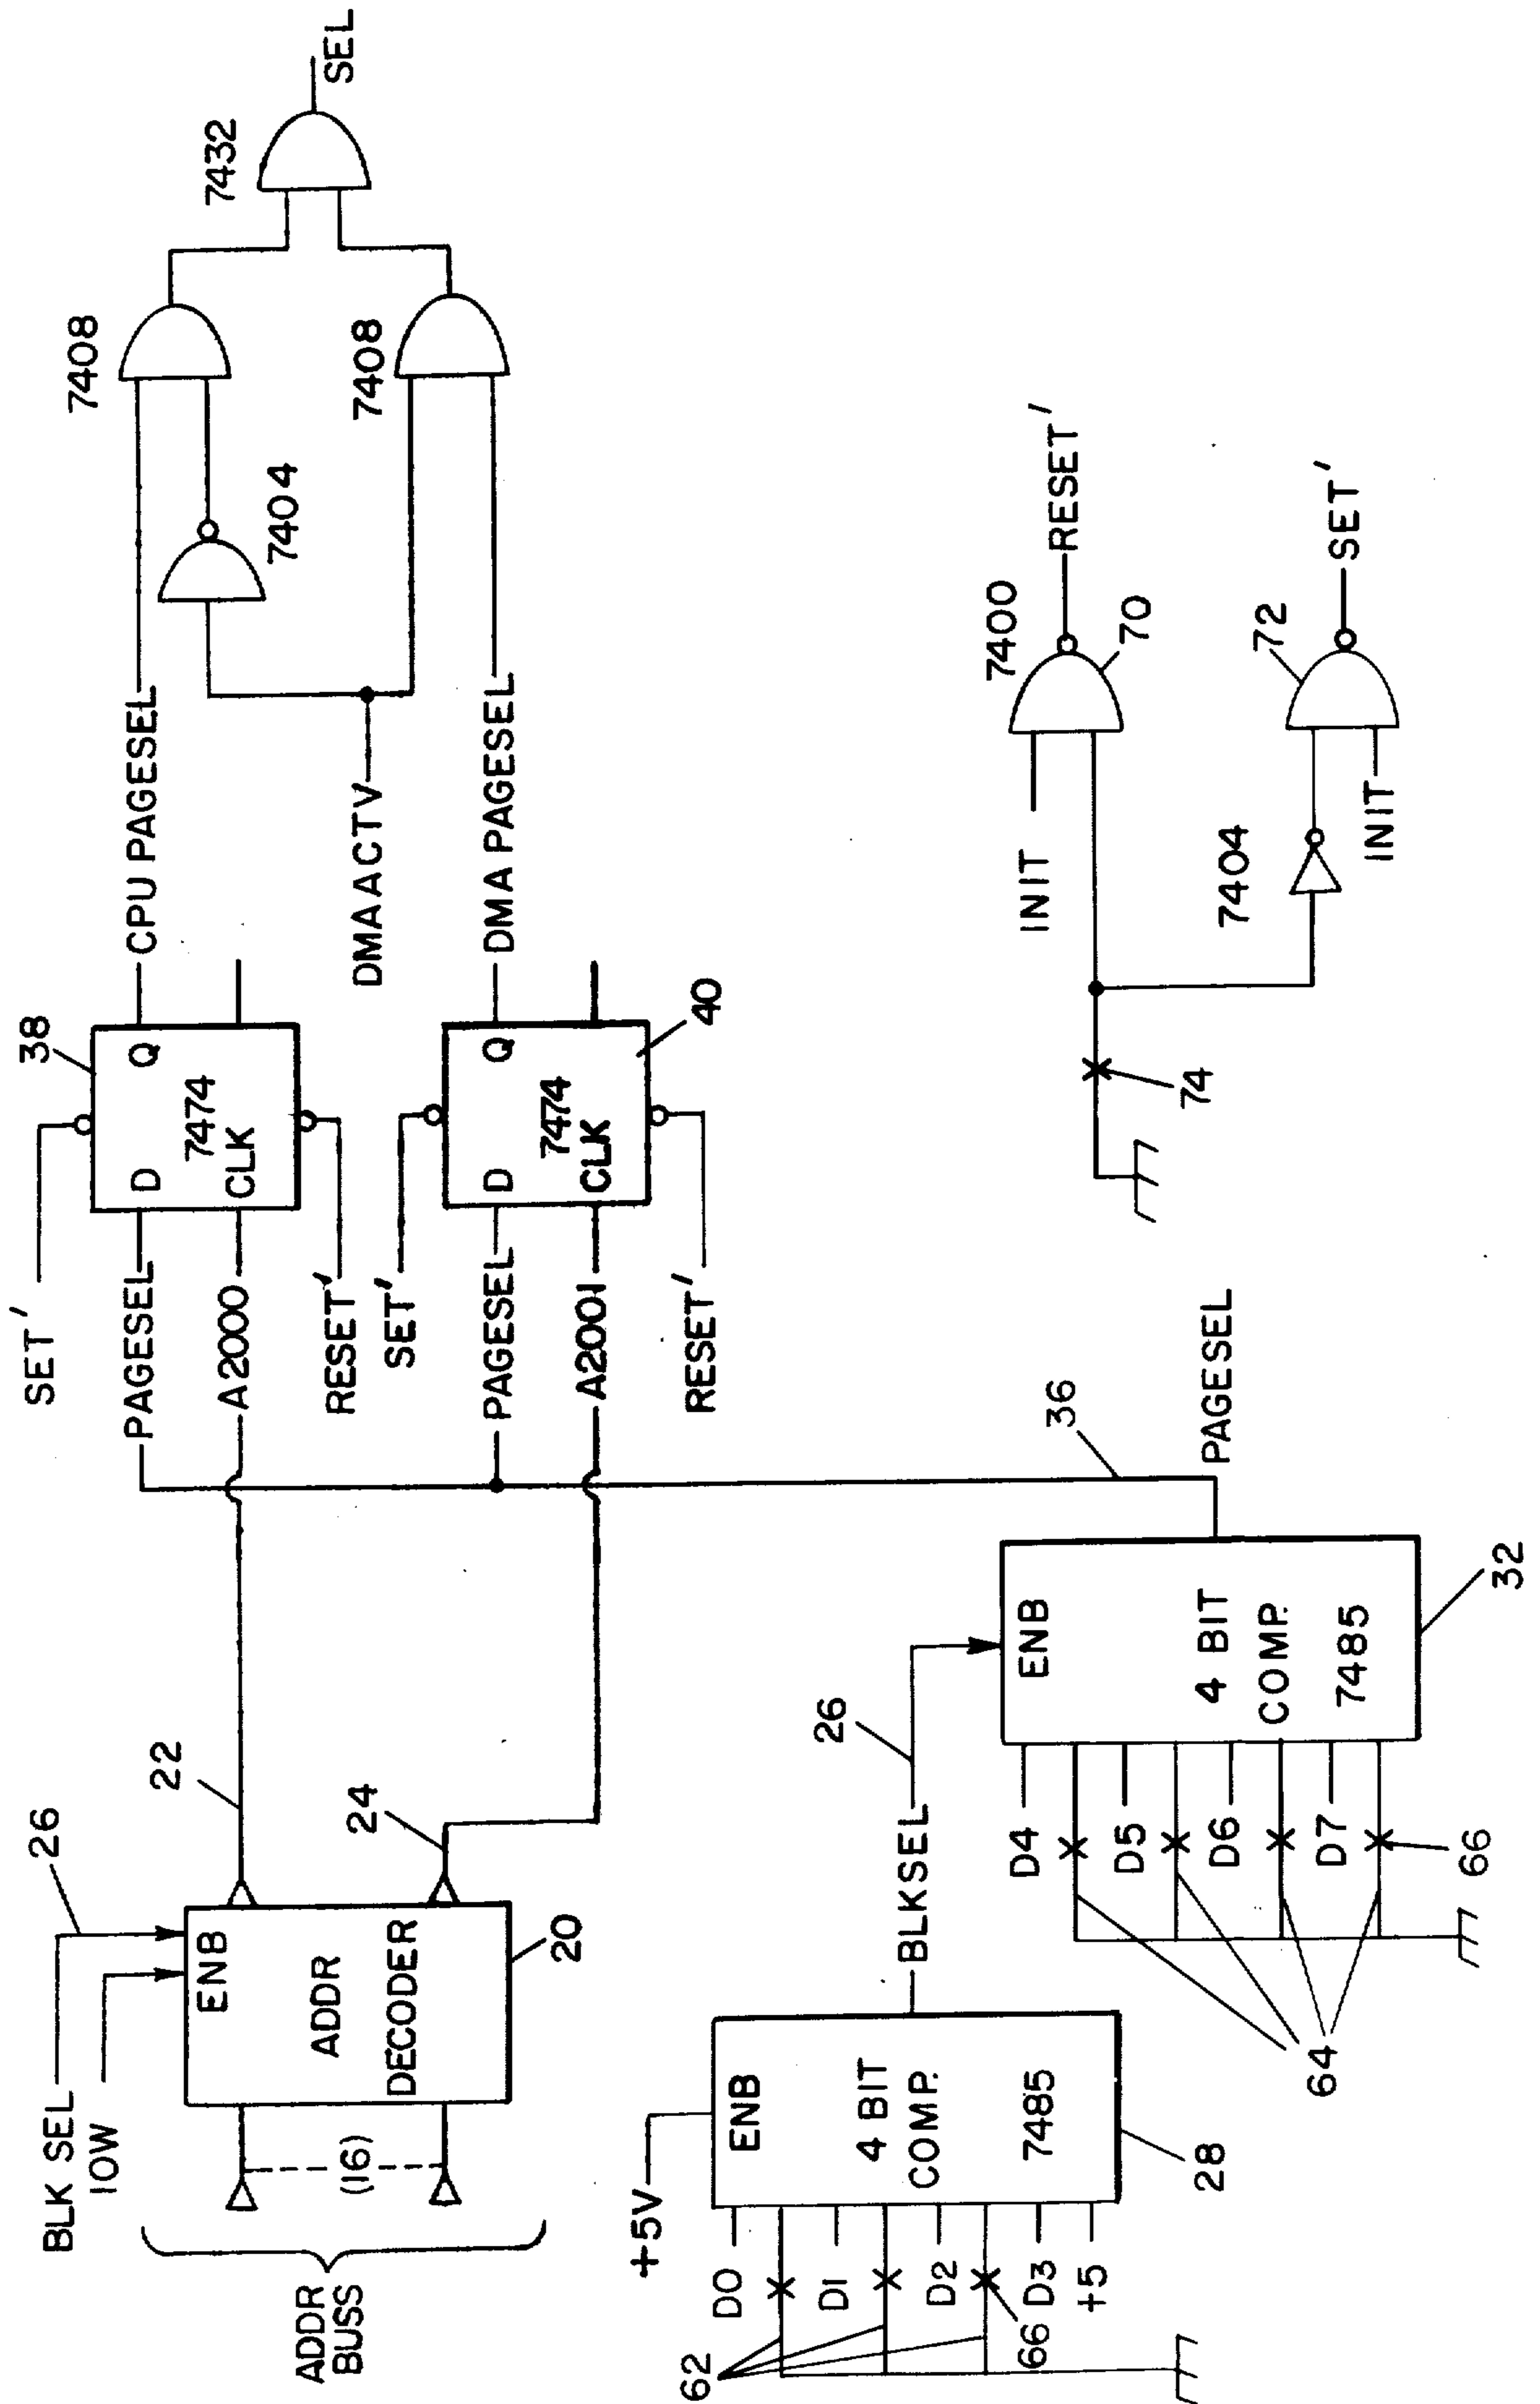 BLK SEL
IOW
26
ENB
ADDR
DECODER
20
ADDR
BUSS
(16)
22
24
SET'
PAGESEL
A2000
RESET'
38
D
Q
7474
CLK
CPU PAGESEL
SET'
PAGESEL
A2001
RESET'
40
D
Q
7474
CLK
DMA PAGESEL
DMA ACTV
7404
7408
7408
7432
SEL
+5V
ENB
4 BIT
COMP.
7485
28
D0
D1
D2
D3
+5
62
66
BLKSEL
26
ENB
4 BIT
COMP.
7485
32
D4
D5
D6
D7
64
66
36
PAGESEL
74
INIT
7400
70
RESET'
7404
INIT
72
SET'